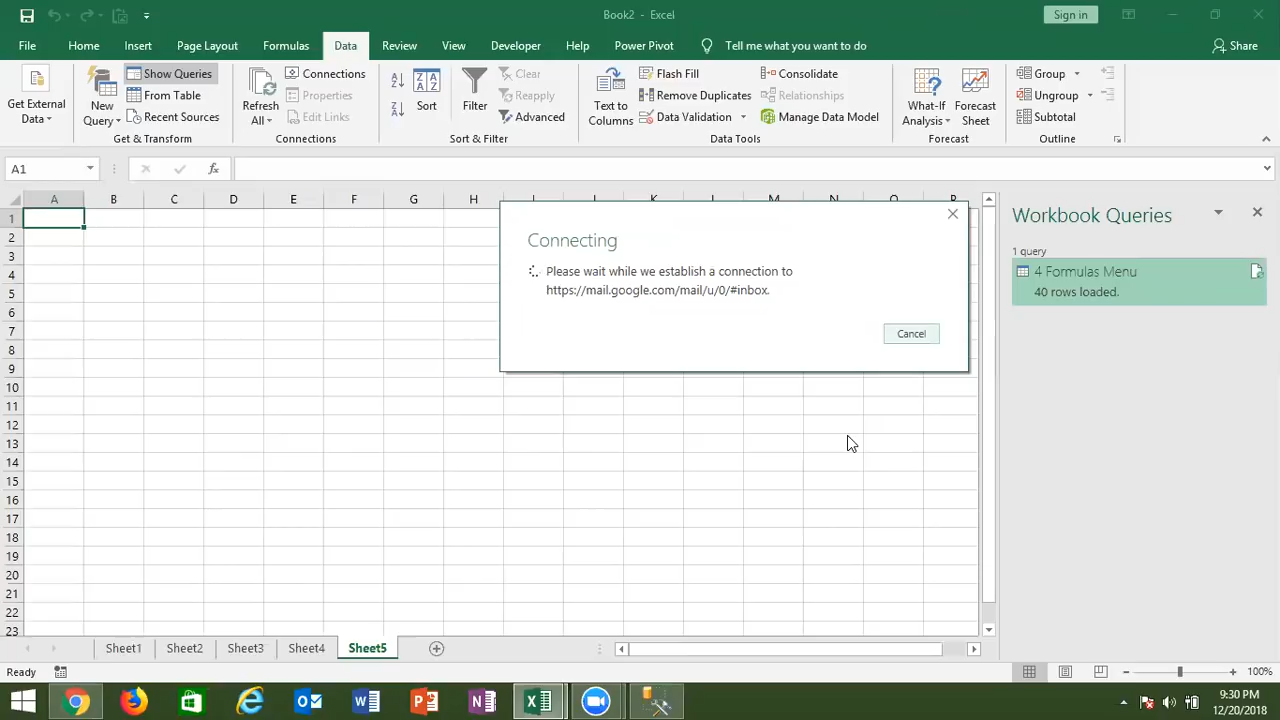 Book2 - Excel
Sign in
File Home Insert Page Layout Formulas Data Review View Developer Help Power Pivot Tell me what you want to do Share
Get External Data
New Query
Show Queries
From Table
Recent Sources
Get & Transform
Refresh All
Connections
Properties
Edit Links
Connections
Sort
Filter
Clear
Reapply
Advanced
Sort & Filter
Text to Columns
Flash Fill
Remove Duplicates
Data Validation
Consolidate
Relationships
Manage Data Model
Data Tools
What-If Analysis
Forecast Sheet
Forecast
Group
Ungroup
Subtotal
Outline
A1
fx
A B C D E F G H
1
2
3
4
5
6
7
8
9
10
11
12
13
14
15
16
17
18
19
20
21
22
23
Connecting
Please wait while we establish a connection to
https://mail.google.com/mail/u/0/#inbox.
Cancel
Workbook Queries
1 query
4 Formulas Menu
40 rows loaded.
Sheet1 Sheet2 Sheet3 Sheet4 Sheet5
Ready
100%
9:30 PM
12/20/2018